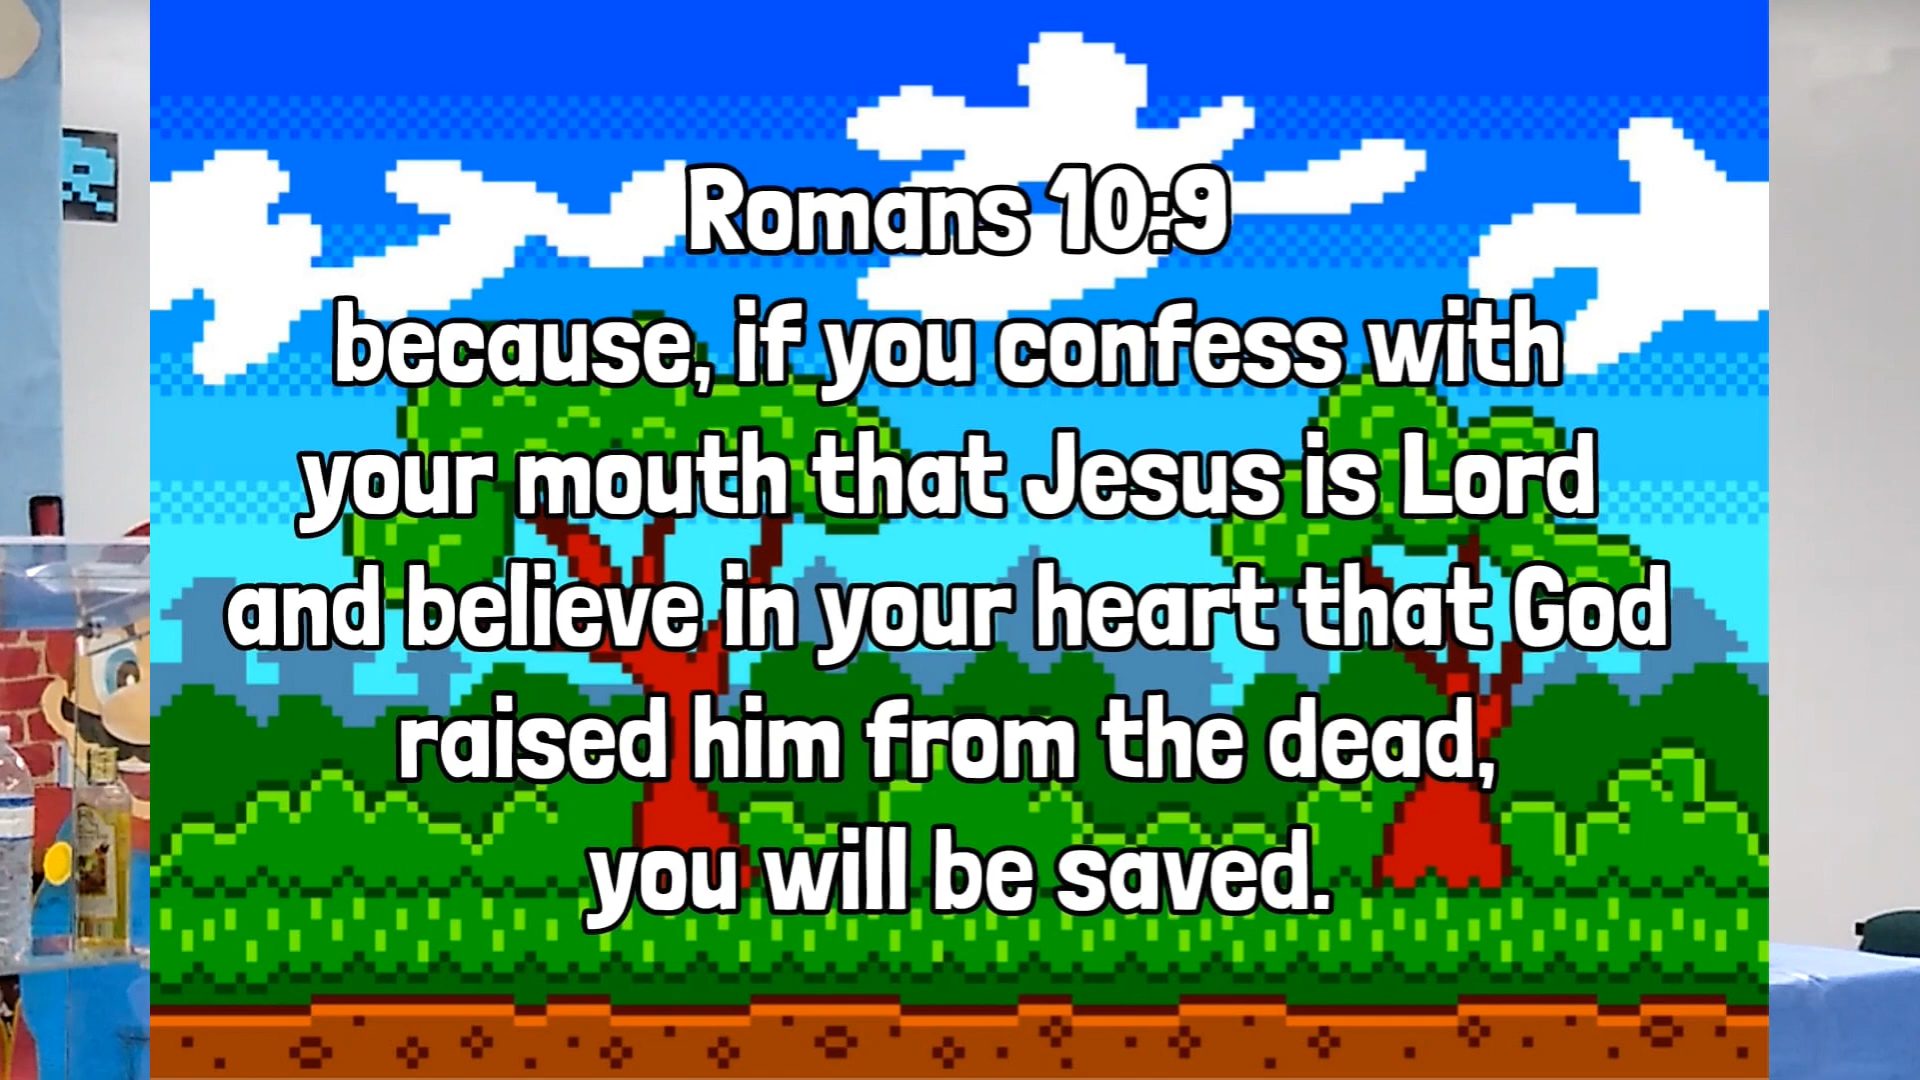 Romans 10:9
because, if you confess with
your mouth that Jesus is Lord
and believe in your heart that God
raised him from the dead,
you will be saved.